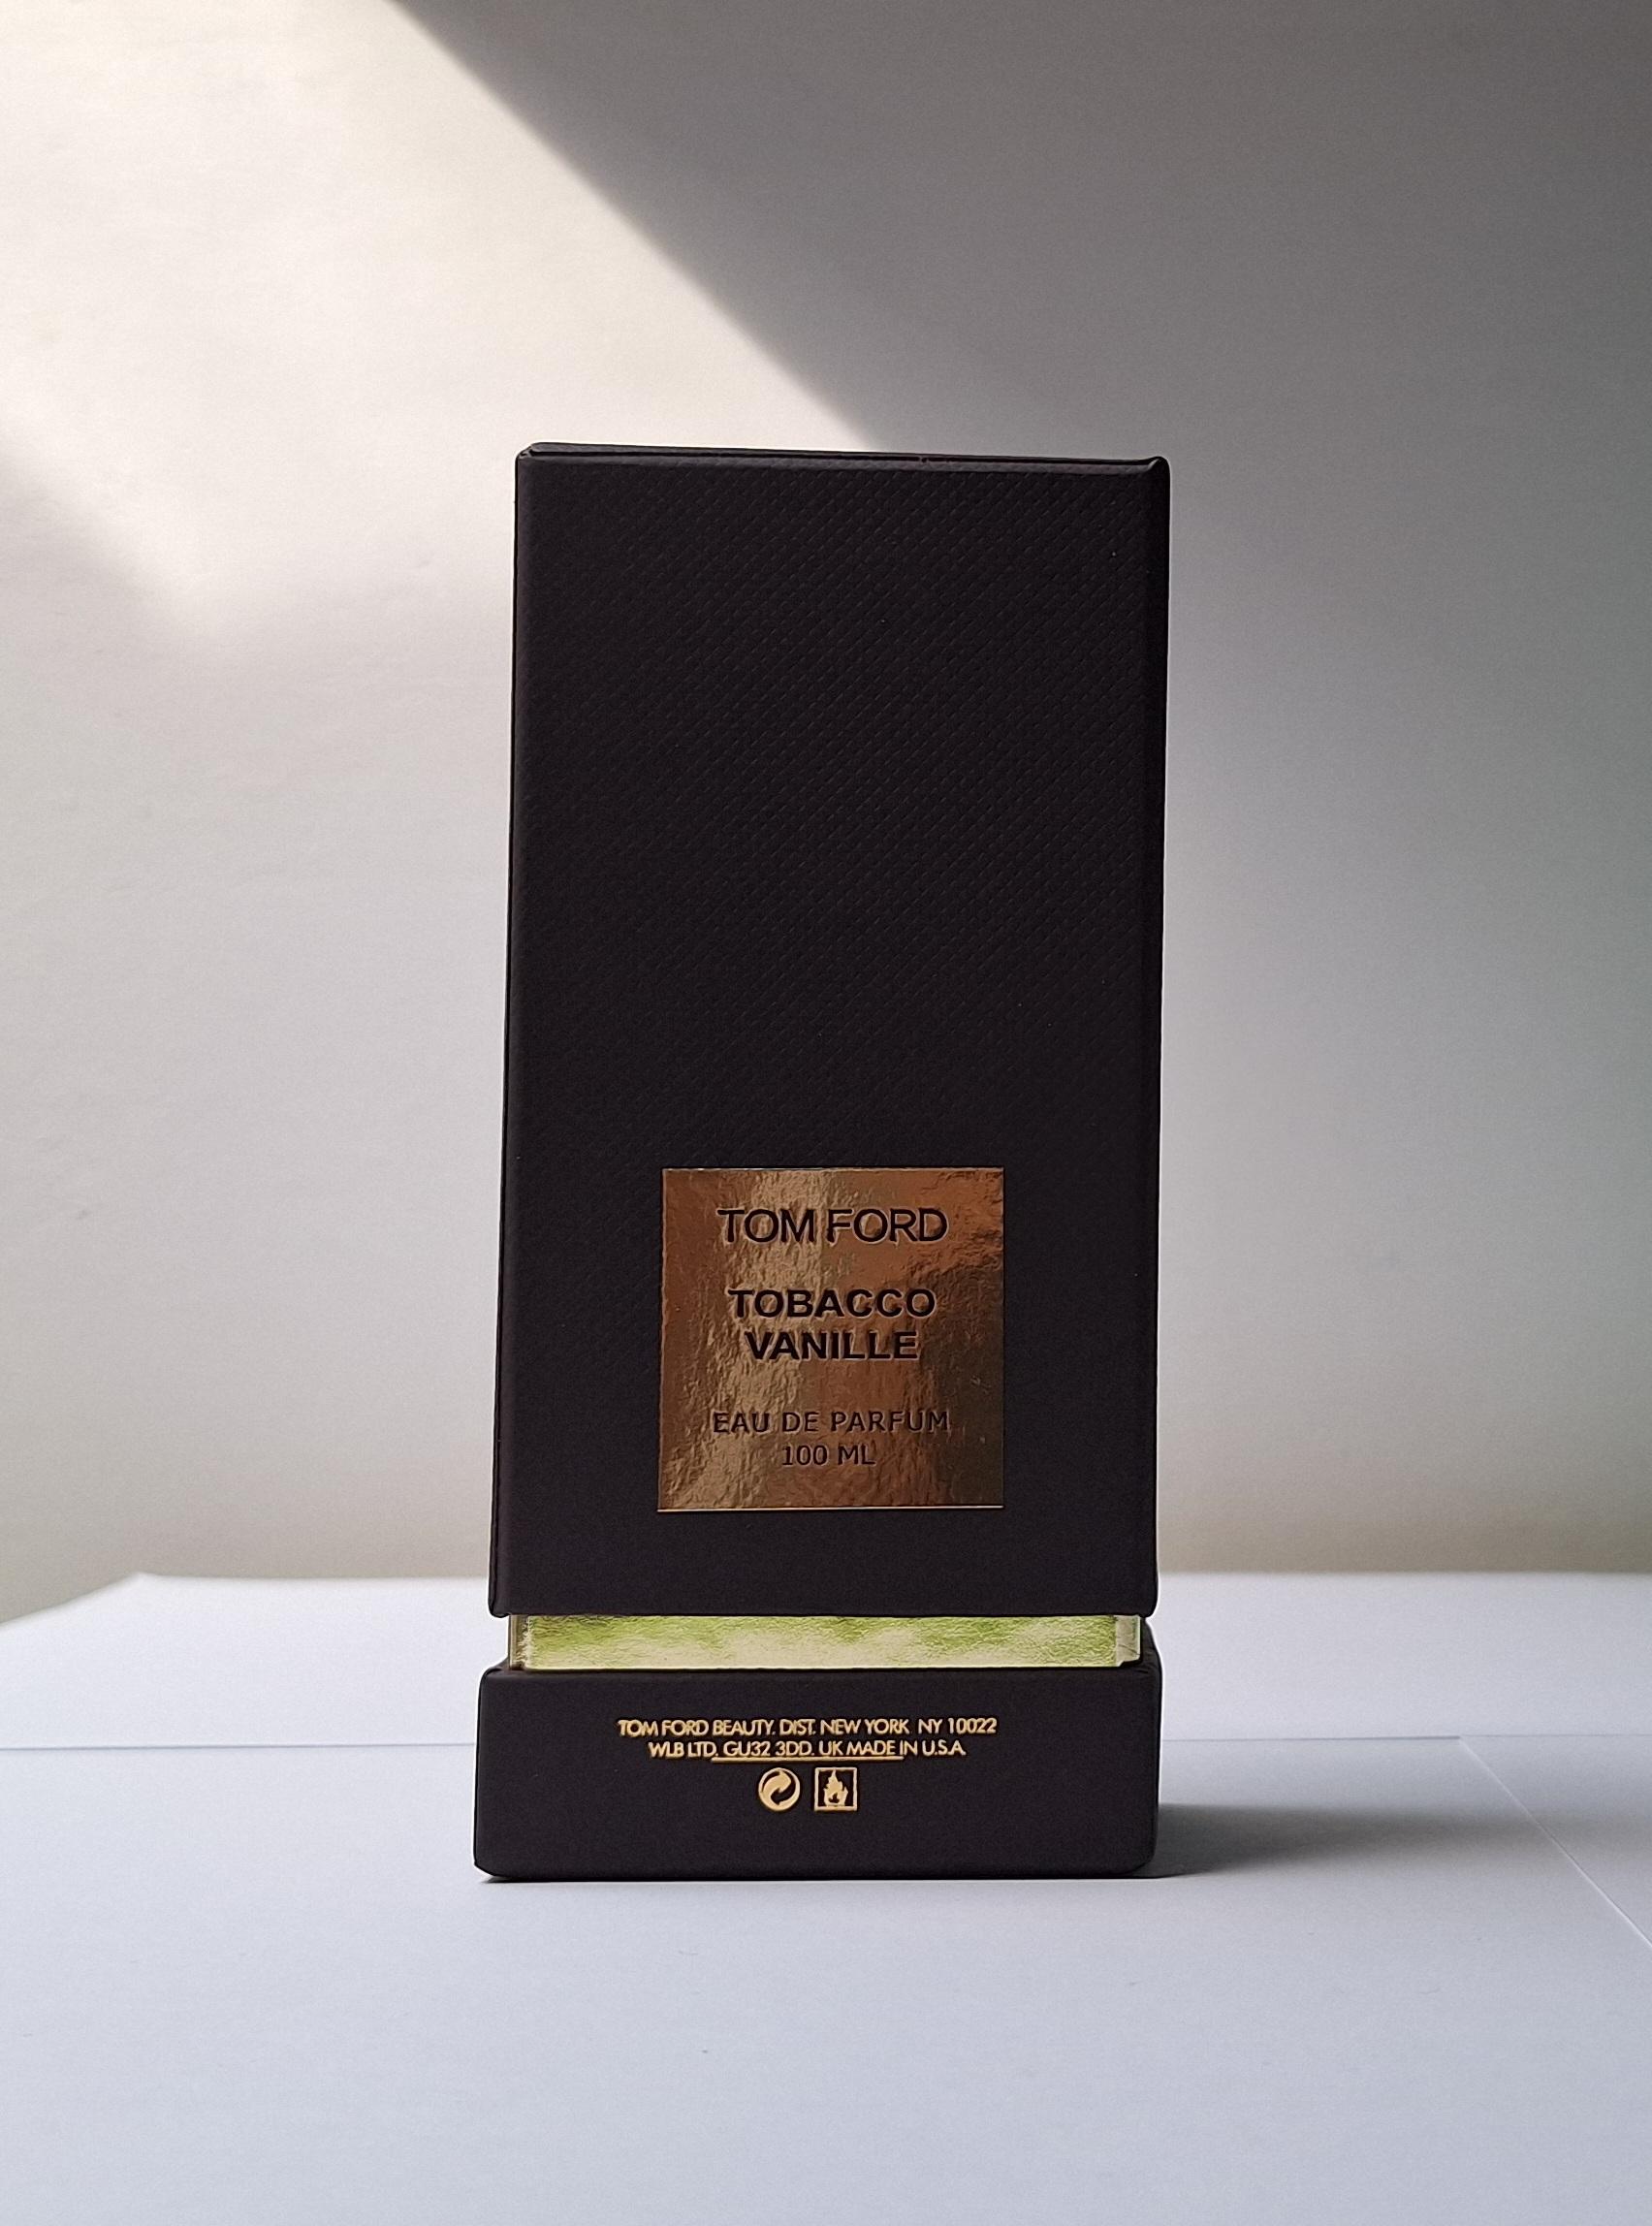 TOM FORD
TOBACCO
VANILLE
EAU DE PARFUM
100 ML
TOM FORD BEAUTY. DIST. NEW YORK NY 10022
WLB LTD. GU32 3DD. UK MADE IN U.S.A.